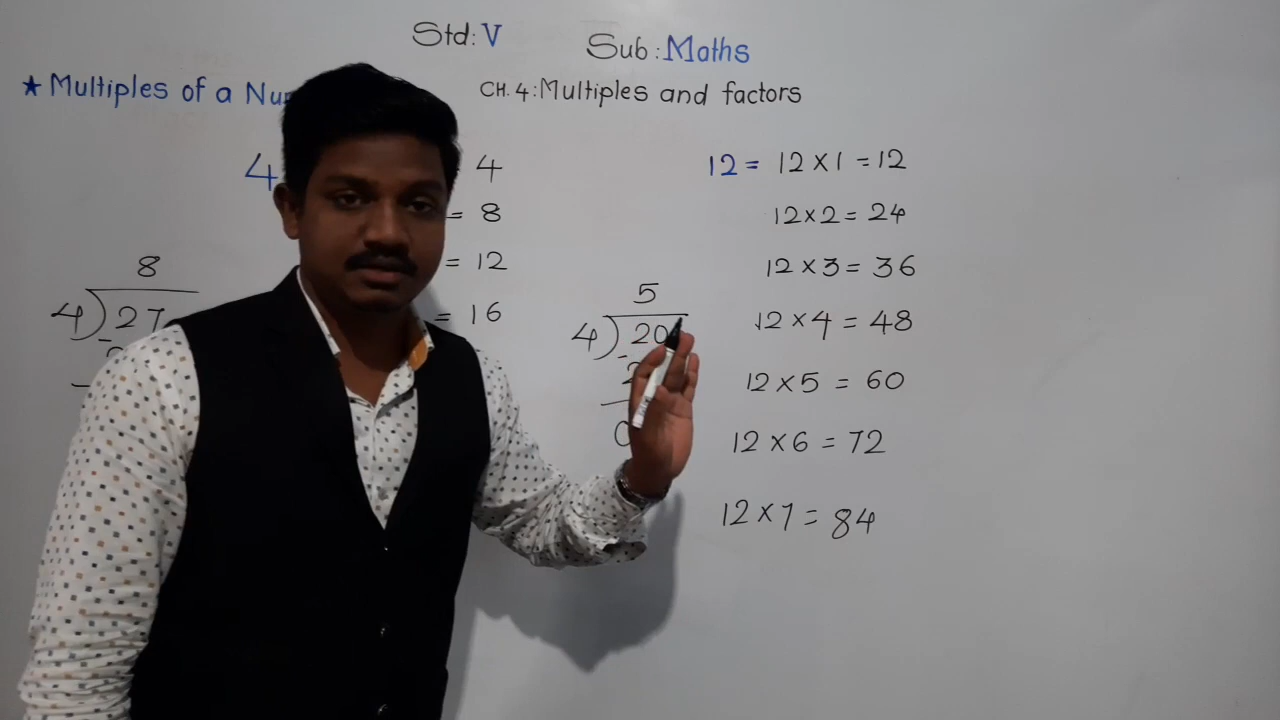 Std: V Sub: Maths
★ Multiples of a
CH. 4: Multiples and factors
4 4
= 8
= 12
= 16
8
4)27
5
4)20
0
12 = 12 × 1 = 12
12 × 2 = 24
12 × 3 = 36
12 × 4 = 48
12 × 5 = 60
12 × 6 = 72
12 × 7 = 84